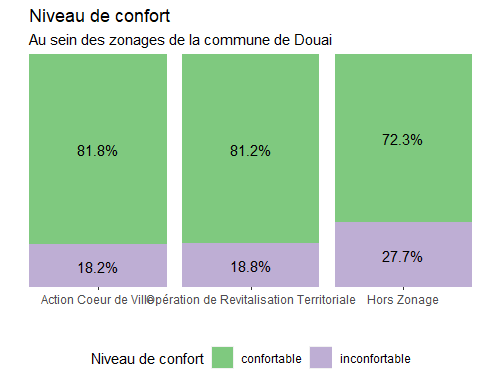 Niveau de confort
Au sein des zonages de la commune de Douai
81.8% 81.2% 72.3%
18.2% 18.8% 27.7%
Action Coeur de Ville Opération de Revitalisation Territoriale Hors Zonage
Niveau de confort confortable inconfortable